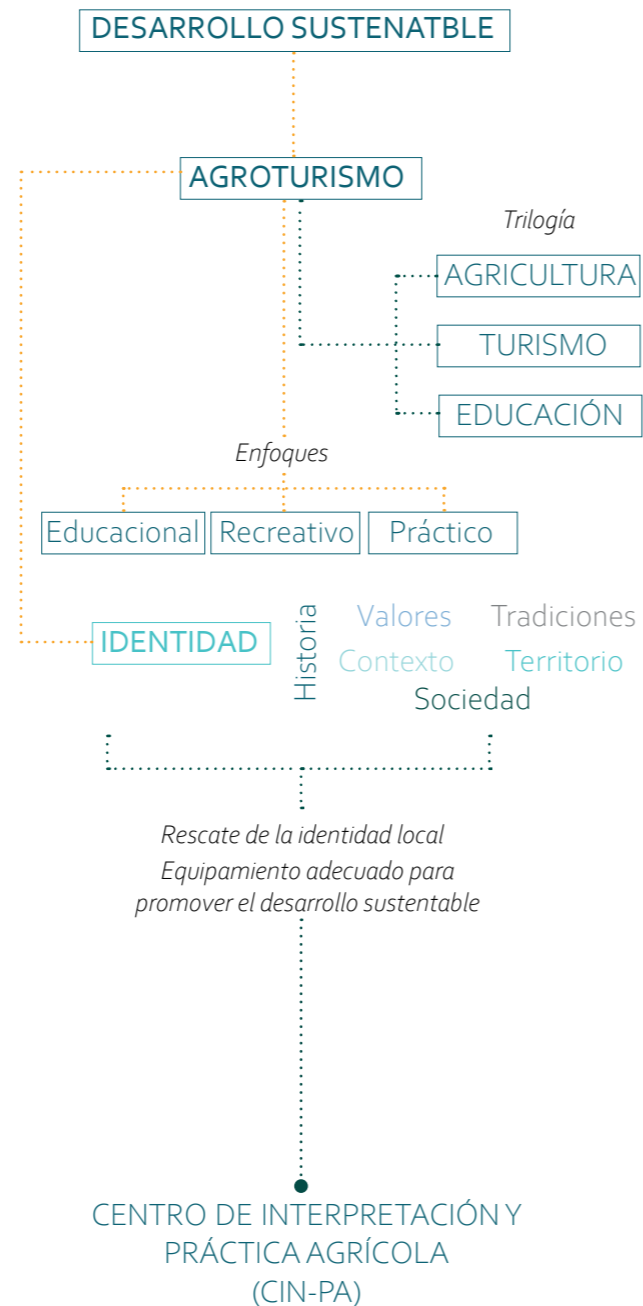 DESARROLLO SUSTENATBLE
AGROTURISMO
Trilogía
AGRICULTURA
TURISMO
EDUCACIÓN
Enfoques
Educacional Recreativo Práctico
IDENTIDAD
Historia
Valores Tradiciones
Contexto Territorio
Sociedad
Rescate de la identidad local
Equipamiento adecuado para
promover el desarrollo sustentable
CENTRO DE INTERPRETACIÓN Y
PRÁCTICA AGRÍCOLA
(CIN-PA)